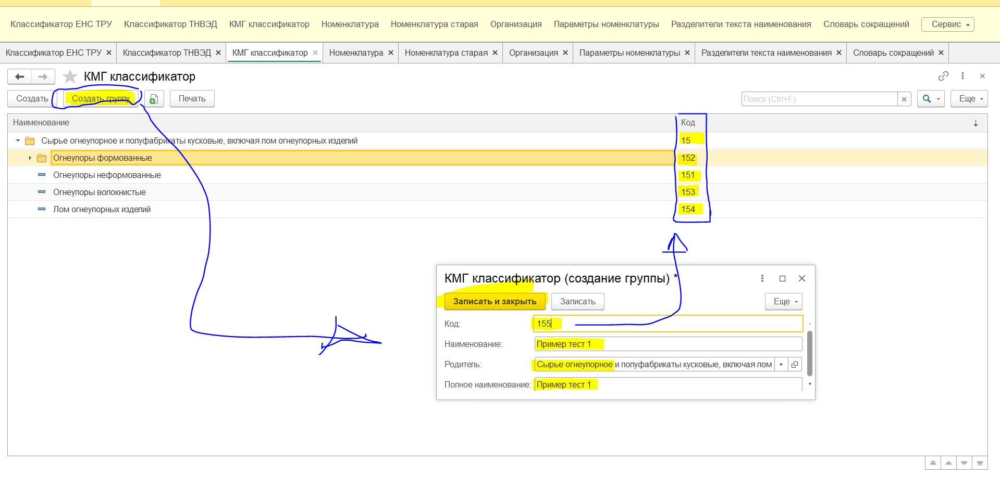 Классификатор ЕНС ТРУ Классификатор ТНВЭД КМГ классификатор Номенклатура Номенклатура старая Организация Параметры номенклатуры Разделители текста наименования Словарь сокращений Сервис
Классификатор ЕНС ТРУ Классификатор ТНВЭД КМГ классификатор Номенклатура Номенклатура старая Организация Параметры номенклатуры Разделители текста наименования Словарь сокращений
КМГ классификатор
Создать Создать группу Печать Поиск (Ctrl+F) Еще
Наименование Код
Сырье огнеупорное и полуфабрикаты кусковые, включая лом огнеупорных изделий 15
Огнеупоры формованные 152
Огнеупоры неформованные 151
Огнеупоры волокнистые 153
Лом огнеупорных изделий 154
КМГ классификатор (создание группы) *
Записать и закрыть Записать Еще
Код: 155
Наименование: Пример тест 1
Родитель: Сырье огнеупорное и полуфабрикаты кусковые, включая лом
Полное наименование: Пример тест 1